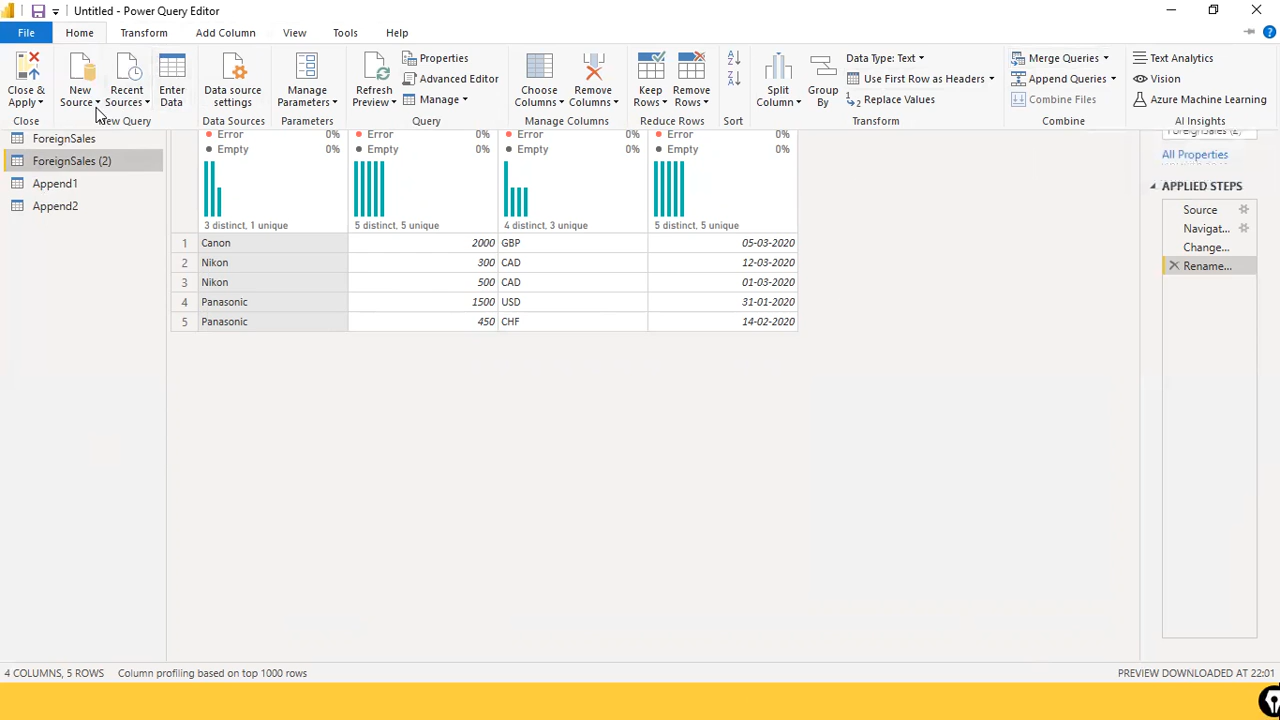 Untitled - Power Query Editor
File Home Transform Add Column View Tools Help
Close & Apply
New Source
Recent Sources
Enter Data
Data source settings
Manage Parameters
Refresh Preview
Properties
Advanced Editor
Manage
Choose Columns
Remove Columns
Keep Rows
Remove Rows
Split Column
Group By
Data Type: Text
Use First Row as Headers
Replace Values
Merge Queries
Append Queries
Combine Files
Text Analytics
Vision
Azure Machine Learning
Close New Query Data Sources Parameters Query Manage Columns Reduce Rows Sort Transform Combine AI Insights
ForeignSales
ForeignSales (2)
Append1
Append2
Error 0% Error 0% Error 0% Error 0%
Empty 0% Empty 0% Empty 0% Empty 0%
3 distinct, 1 unique 5 distinct, 5 unique 4 distinct, 3 unique 5 distinct, 5 unique
1 Canon 2000 GBP 05-03-2020
2 Nikon 300 CAD 12-03-2020
3 Nikon 500 CAD 01-03-2020
4 Panasonic 1500 USD 31-01-2020
5 Panasonic 450 CHF 14-02-2020
ForeignSales (2)
All Properties
APPLIED STEPS
Source
Navigat...
Change...
Rename...
4 COLUMNS, 5 ROWS Column profiling based on top 1000 rows PREVIEW DOWNLOADED AT 22:01